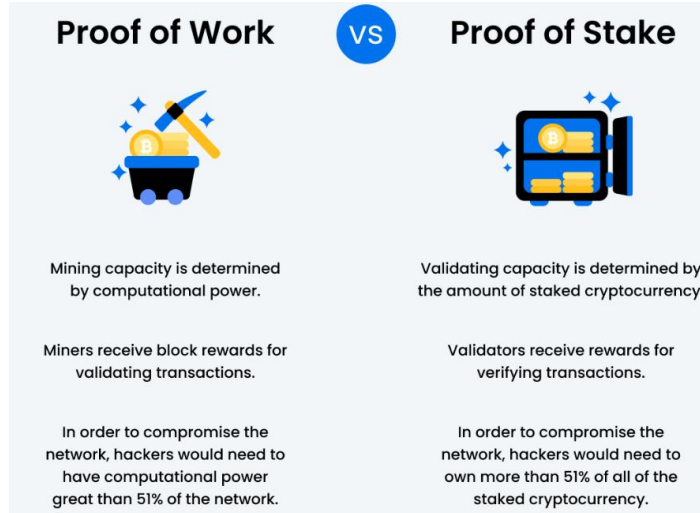 Proof of Work
VS
Proof of Stake
Mining capacity is determined
by computational power.
Validating capacity is determined by
the amount of staked cryptocurrency
Miners receive block rewards for
validating transactions.
Validators receive rewards for
verifying transactions.
In order to compromise the
network, hackers would need to
have computational power
great than 51% of the network.
In order to compromise the
network, hackers would need to
own more than 51% of all of the
staked cryptocurrency.